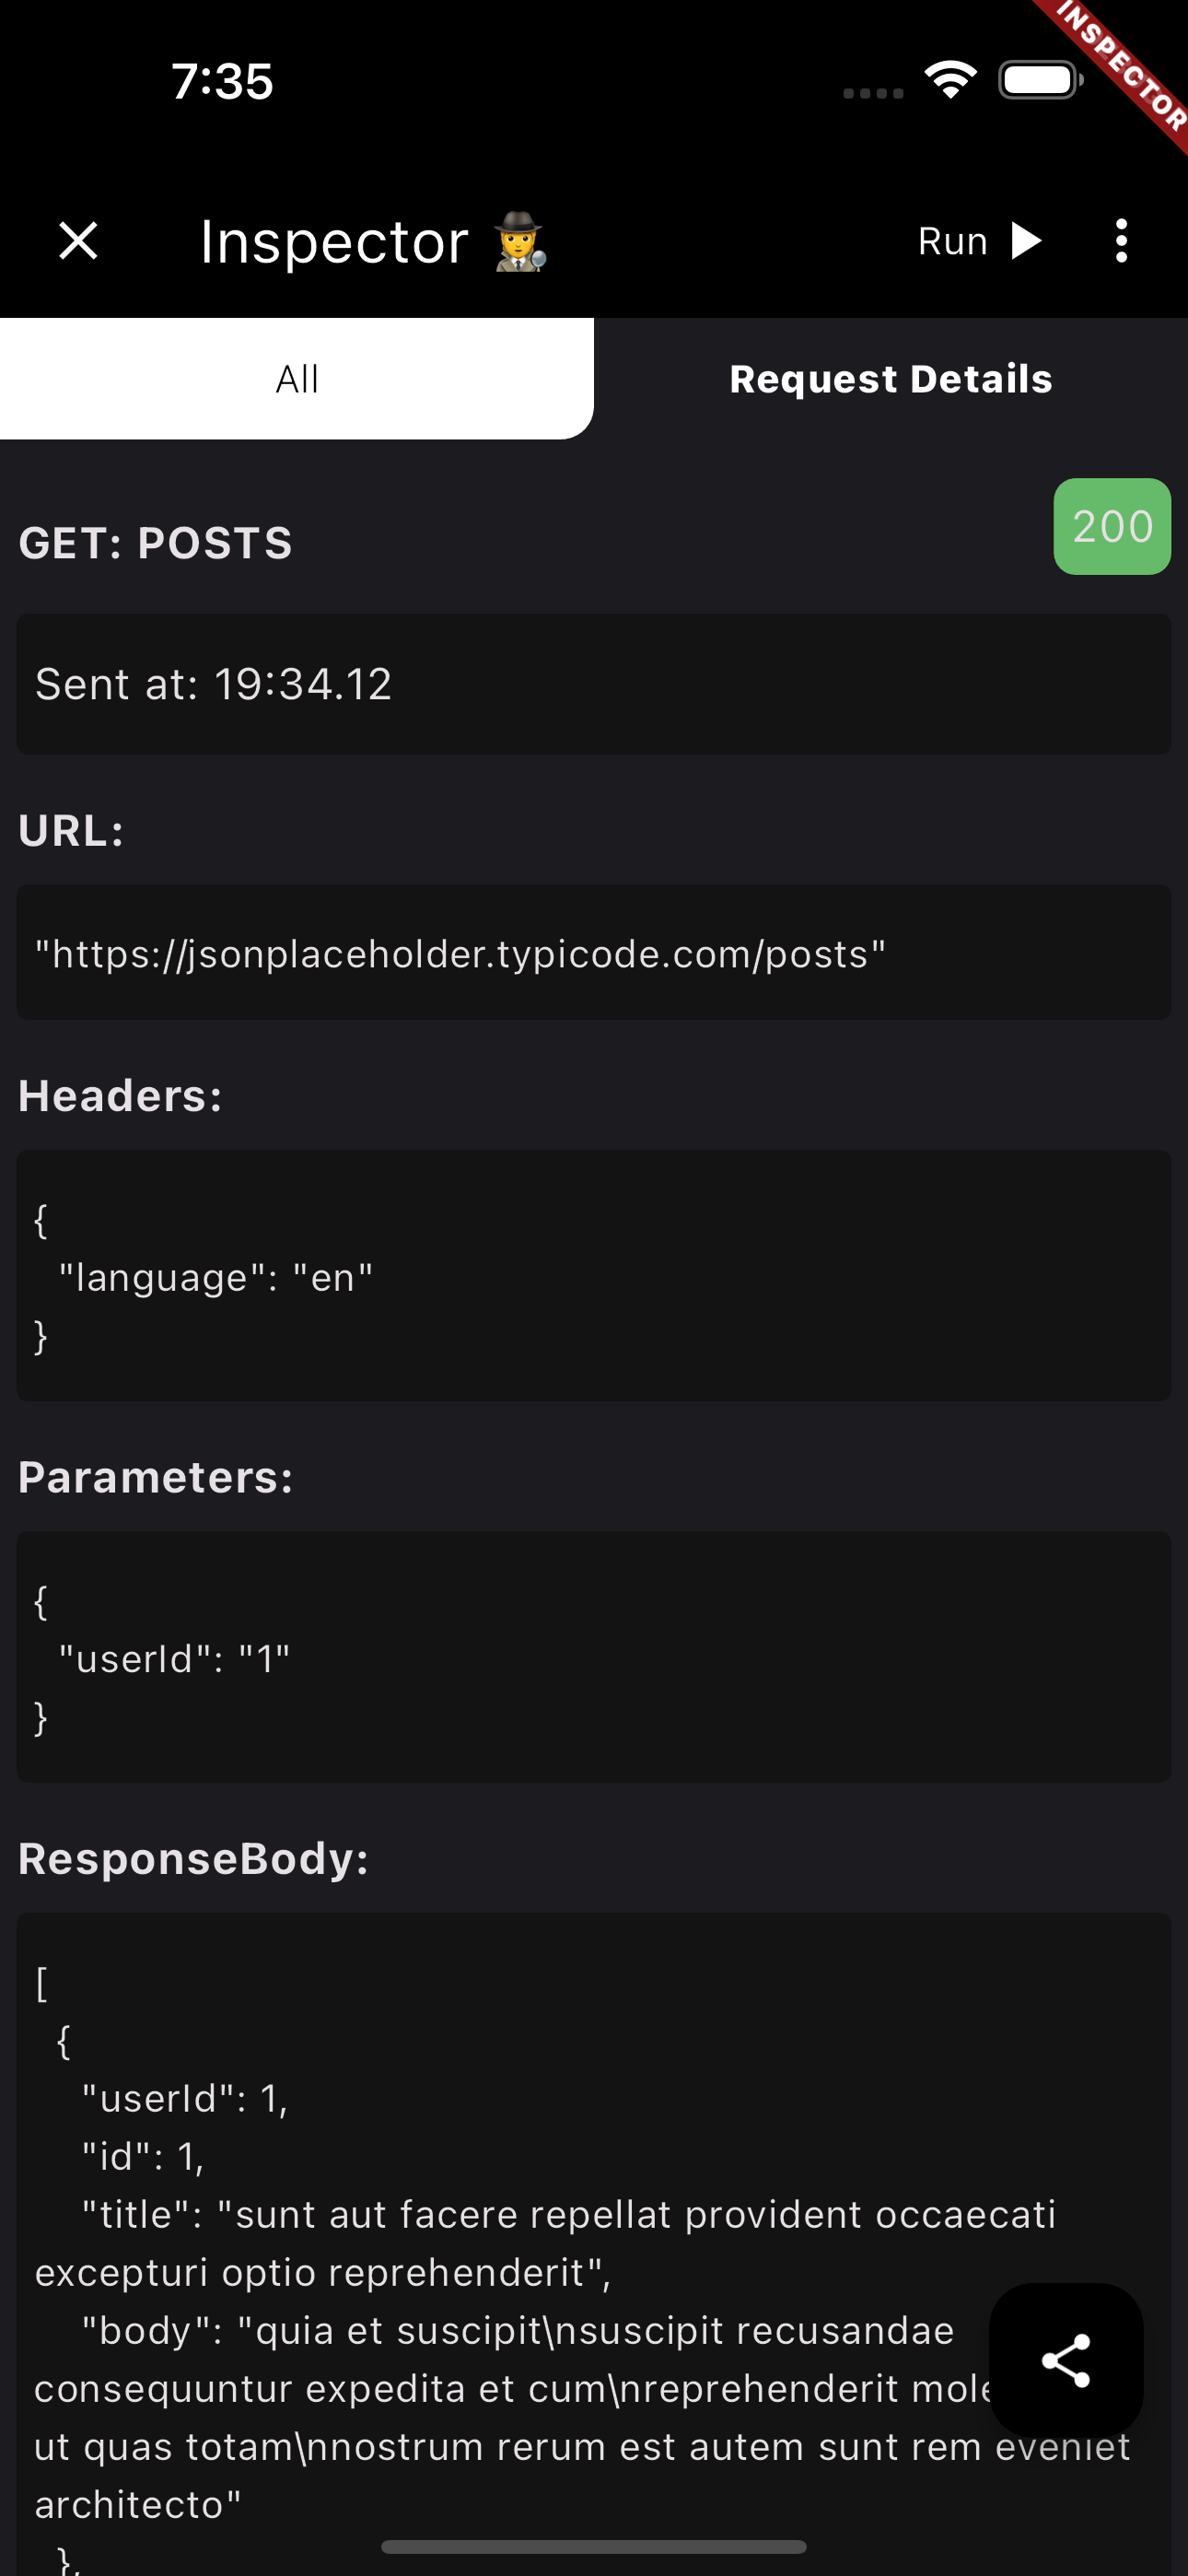 7:35
INSPECTOR
Inspector 🕵️
Run
All
Request Details
GET: POSTS
200
Sent at: 19:34.12
URL:
"https://jsonplaceholder.typicode.com/posts"
Headers:
{
"language": "en"
}
Parameters:
{
"userId": "1"
}
ResponseBody:
[
{
"userId": 1,
"id": 1,
"title": "sunt aut facere repellat provident occaecati
excepturi optio reprehenderit",
"body": "quia et suscipit\nsuscipit recusandae
consequuntur expedita et cum\nreprehenderit
ut quas totam\nnostrum rerum est autem sunt rem eveniet
architecto"
},